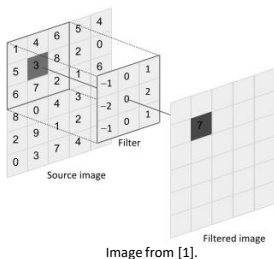 1 4 6 5 4
5 3 8 2 0
6 7 2 1 6
8 0 4 3
2 9 1 2
0 3 7 4
−1 0 1
−2 0 2
−1 0 1
Filter
Source image
7
Filtered image
Image from [1].